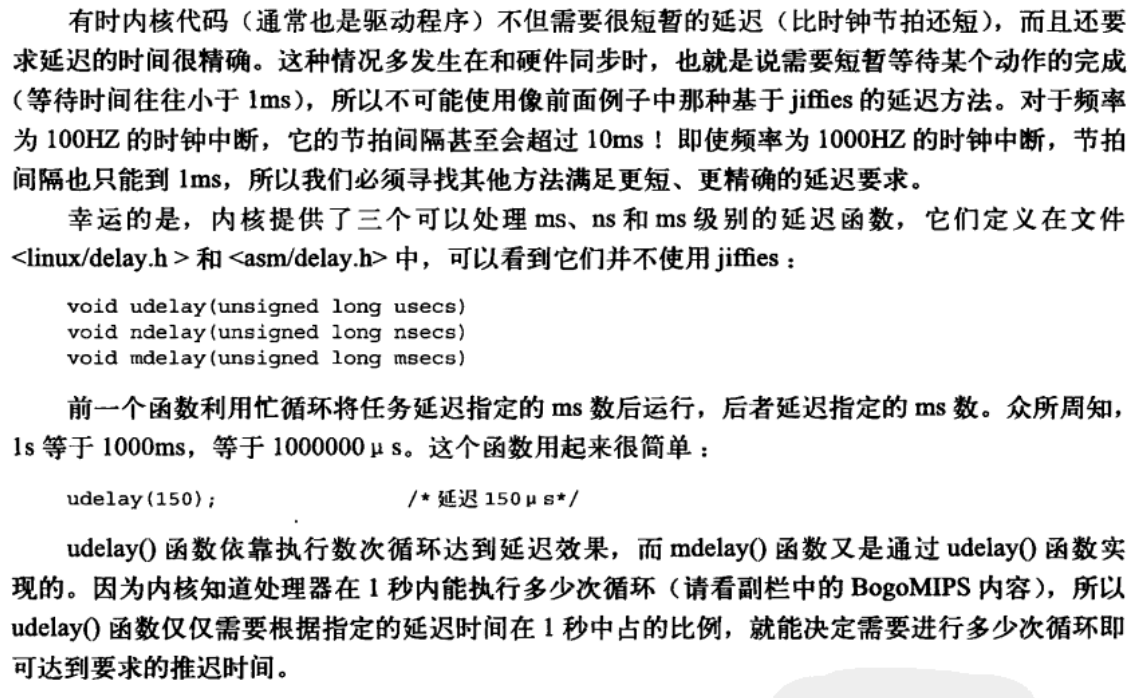 有时内核代码（通常也是驱动程序）不但需要很短暂的延迟（比时钟节拍还短），而且还要
求延迟的时间很精确。这种情况多发生在和硬件同步时，也就是说需要短暂等待某个动作的完成
（等待时间往往小于 1ms），所以不可能使用像前面例子中那种基于 jiffies 的延迟方法。对于频率
为 100HZ 的时钟中断，它的节拍间隔甚至会超过 10ms！即使频率为 1000HZ 的时钟中断，节拍
间隔也只能到 1ms，所以我们必须寻找其他方法满足更短、更精确的延迟要求。
幸运的是，内核提供了三个可以处理 ms、ns 和 ms 级别的延迟函数，它们定义在文件
<linux/delay.h > 和 <asm/delay.h> 中，可以看到它们并不使用 jiffies：
void udelay(unsigned long usecs)
void ndelay(unsigned long nsecs)
void mdelay(unsigned long msecs)
前一个函数利用忙循环将任务延迟指定的 ms 数后运行，后者延迟指定的 ms 数。众所周知，
1s 等于 1000ms，等于 1000000 μ s。这个函数用起来很简单：
udelay(150); /* 延迟 150 μ s*/
udelay() 函数依靠执行数次循环达到延迟效果，而 mdelay() 函数又是通过 udelay() 函数实
现的。因为内核知道处理器在 1 秒内能执行多少次循环（请看副栏中的 BogoMIPS 内容），所以
udelay() 函数仅仅需要根据指定的延迟时间在 1 秒中占的比例，就能决定需要进行多少次循环即
可达到要求的推迟时间。